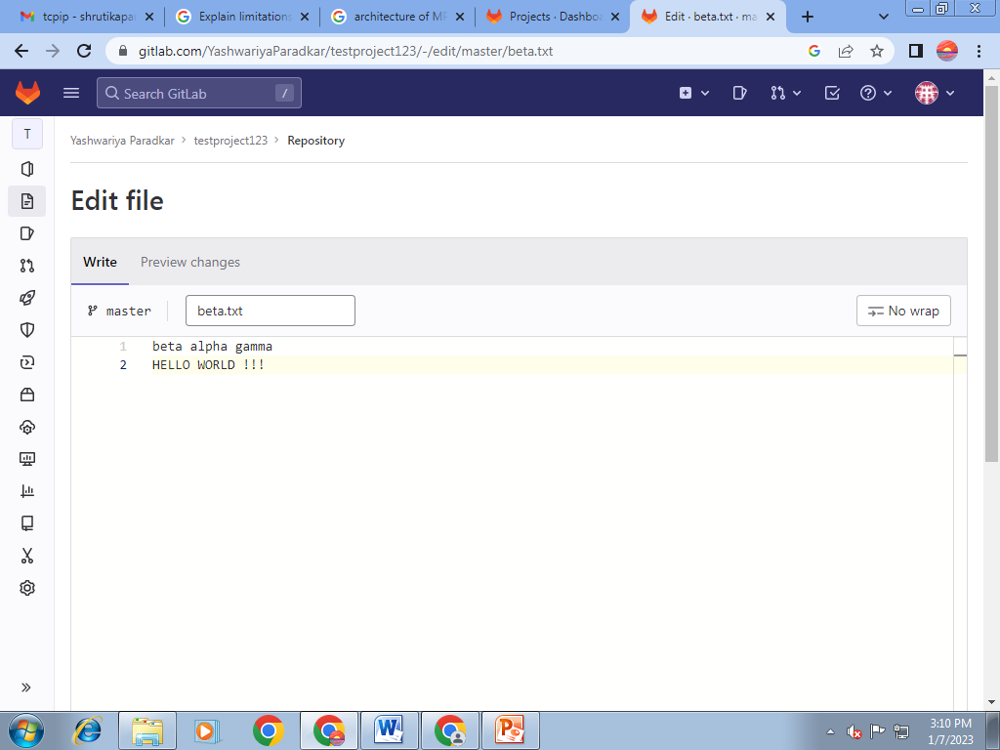 tcpip - shrutikapa
Explain limitations
architecture of MP
Projects · Dashbo
Edit · beta.txt · ma
gitlab.com/YashwariyaParadkar/testproject123/-/edit/master/beta.txt
Search GitLab /
T
Yashwariya Paradkar > testproject123 > Repository
Edit file
Write Preview changes
master beta.txt No wrap
1 beta alpha gamma
2 HELLO WORLD !!!
3:10 PM
1/7/2023